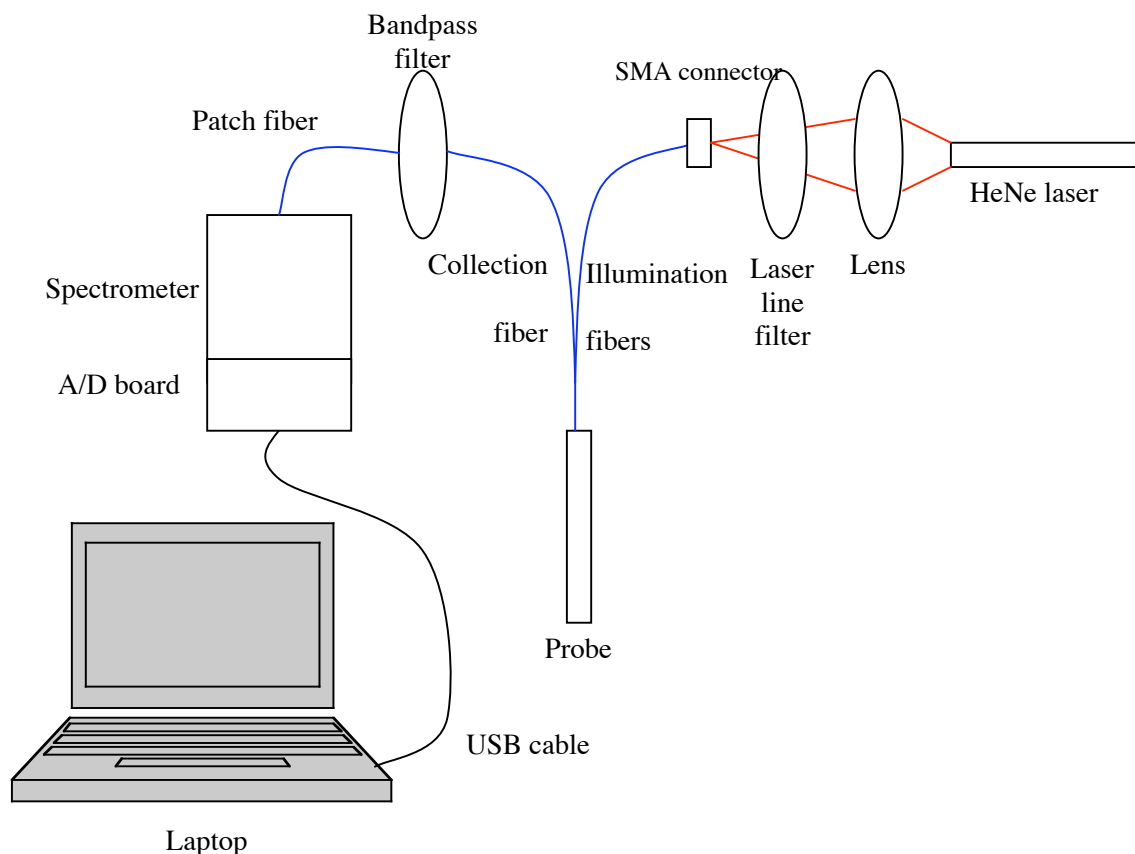 Bandpass
filter
SMA connector
Patch fiber
HeNe laser
Collection
fiber
Illumination
fibers
Laser
line
filter
Lens
Spectrometer
A/D board
Probe
USB cable
Laptop